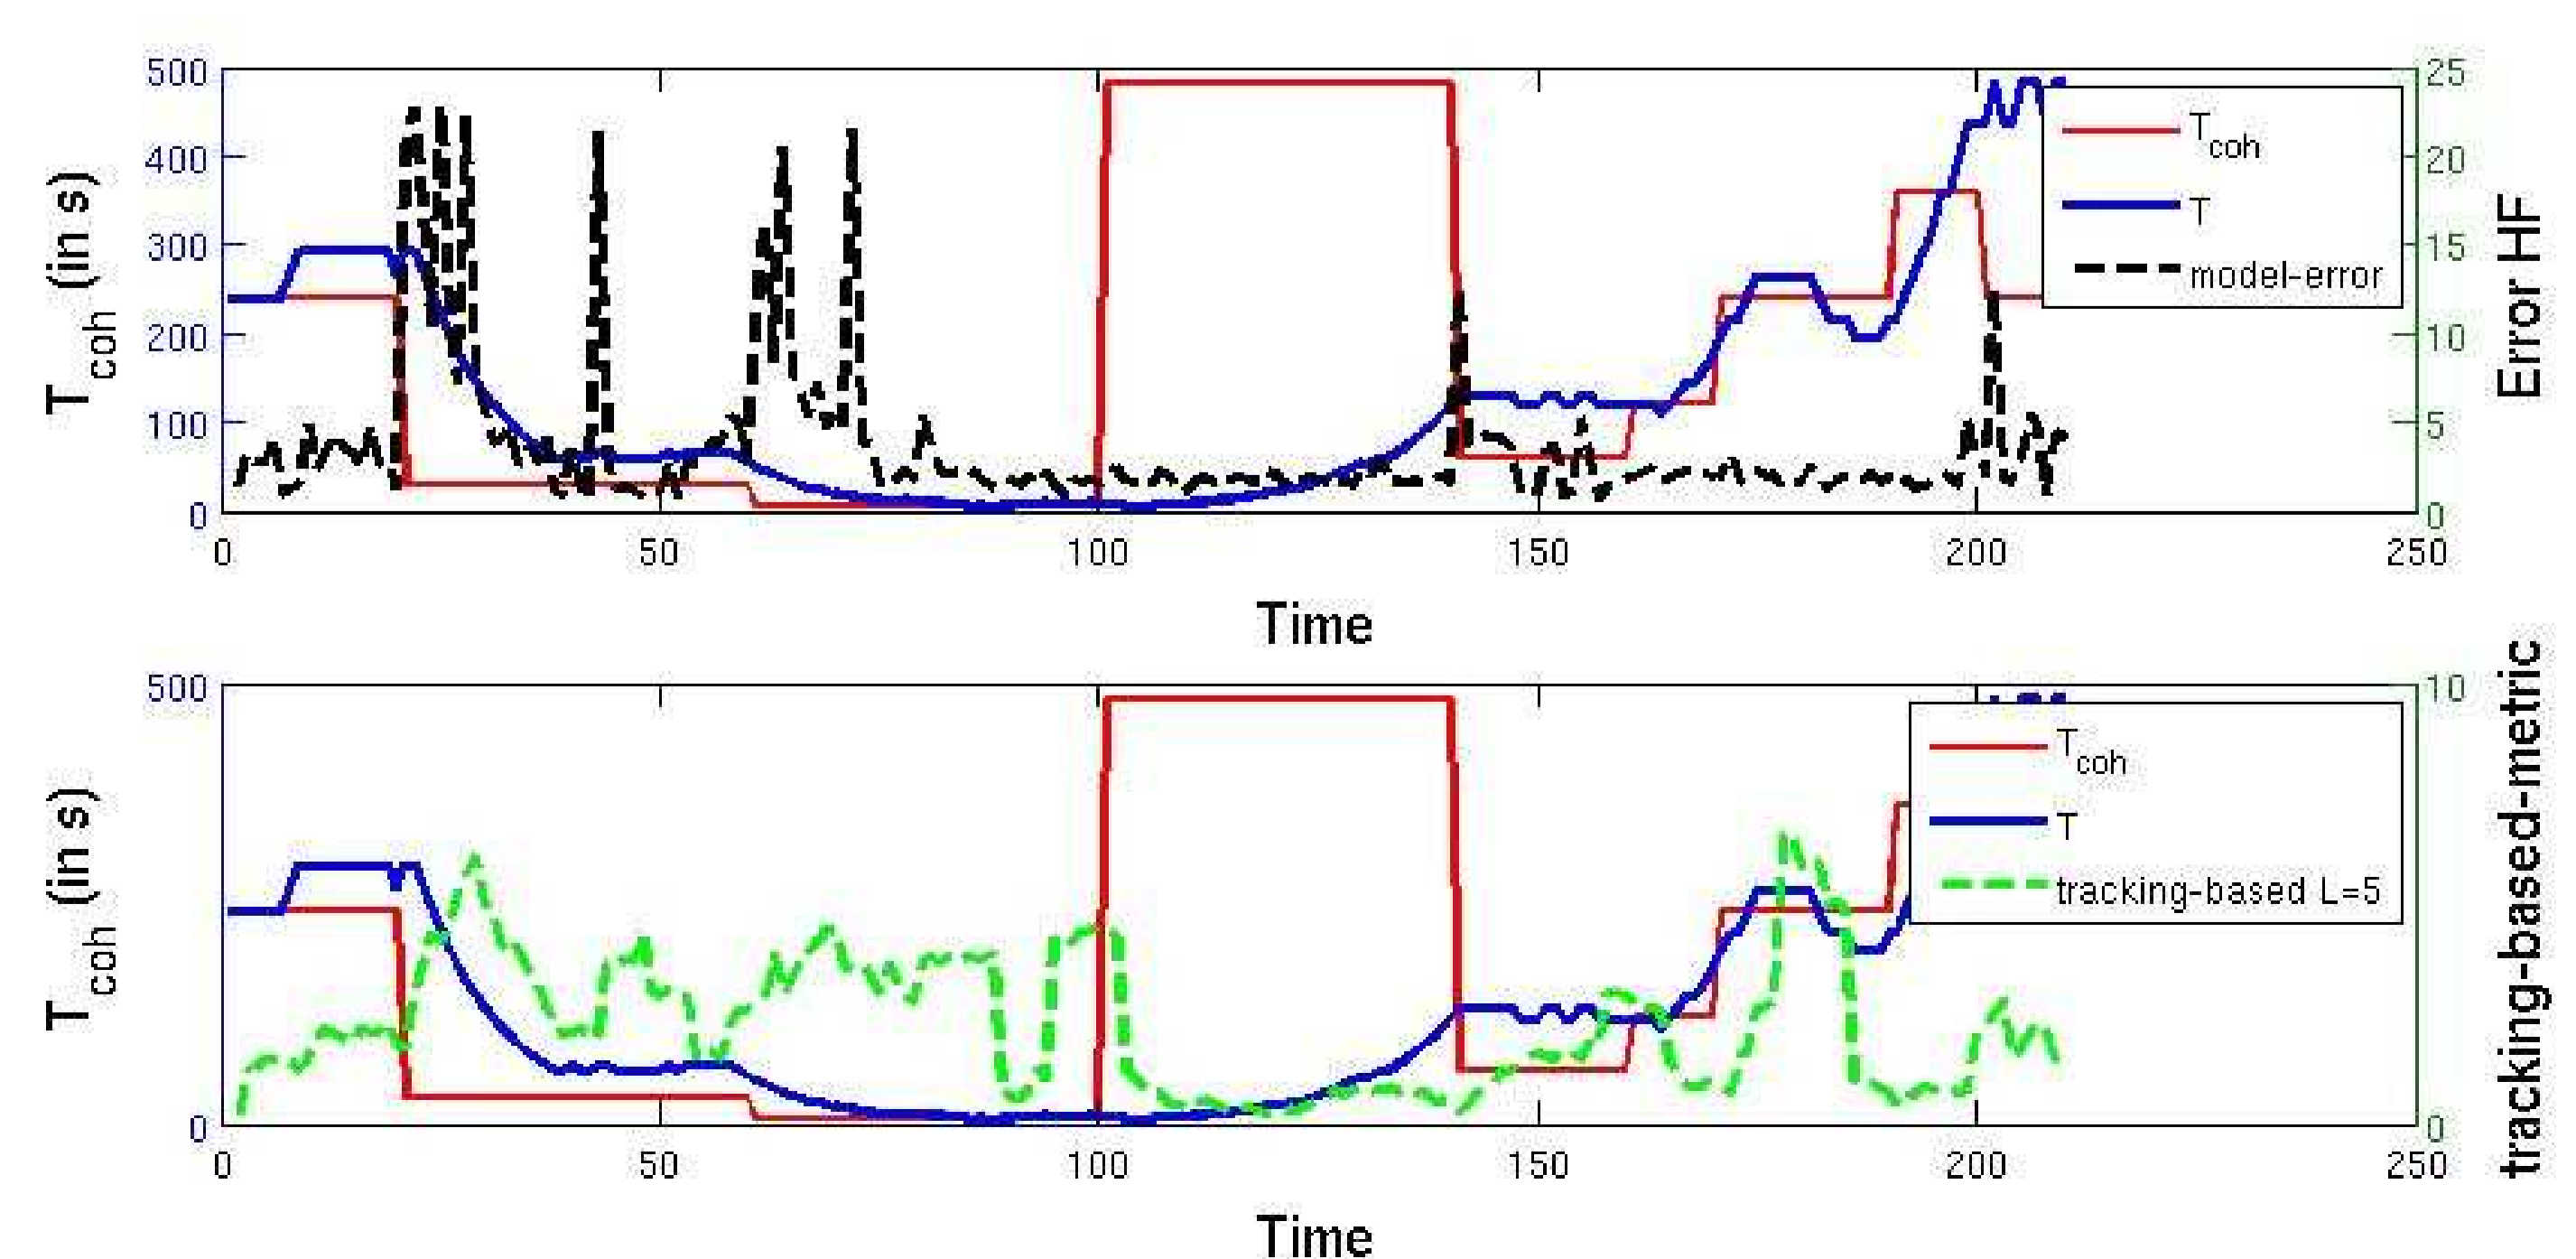 500
400
300
200
100
0
T_coh (in s)
25
20
15
10
5
0
Error HF
T_coh
T
model-error
0 50 100 150 200 250
Time
500
0
T_coh (in s)
10
0
tracking-based-metric
T_coh
T
tracking-based L=5
0 50 100 150 200 250
Time